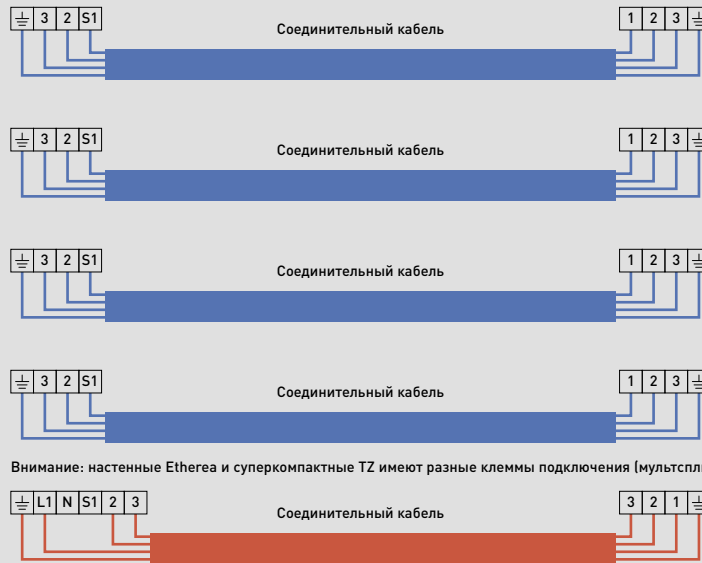 ⏚ 3 2 S1 Соединительный кабель 1 2 3 ⏚
⏚ 3 2 S1 Соединительный кабель 1 2 3 ⏚
⏚ 3 2 S1 Соединительный кабель 1 2 3 ⏚
⏚ 3 2 S1 Соединительный кабель 1 2 3 ⏚
Внимание: настенные Etherea и суперкомпактные TZ имеют разные клеммы подключения (мультспл
⏚ L1 N S1 2 3 Соединительный кабель 3 2 1 ⏚